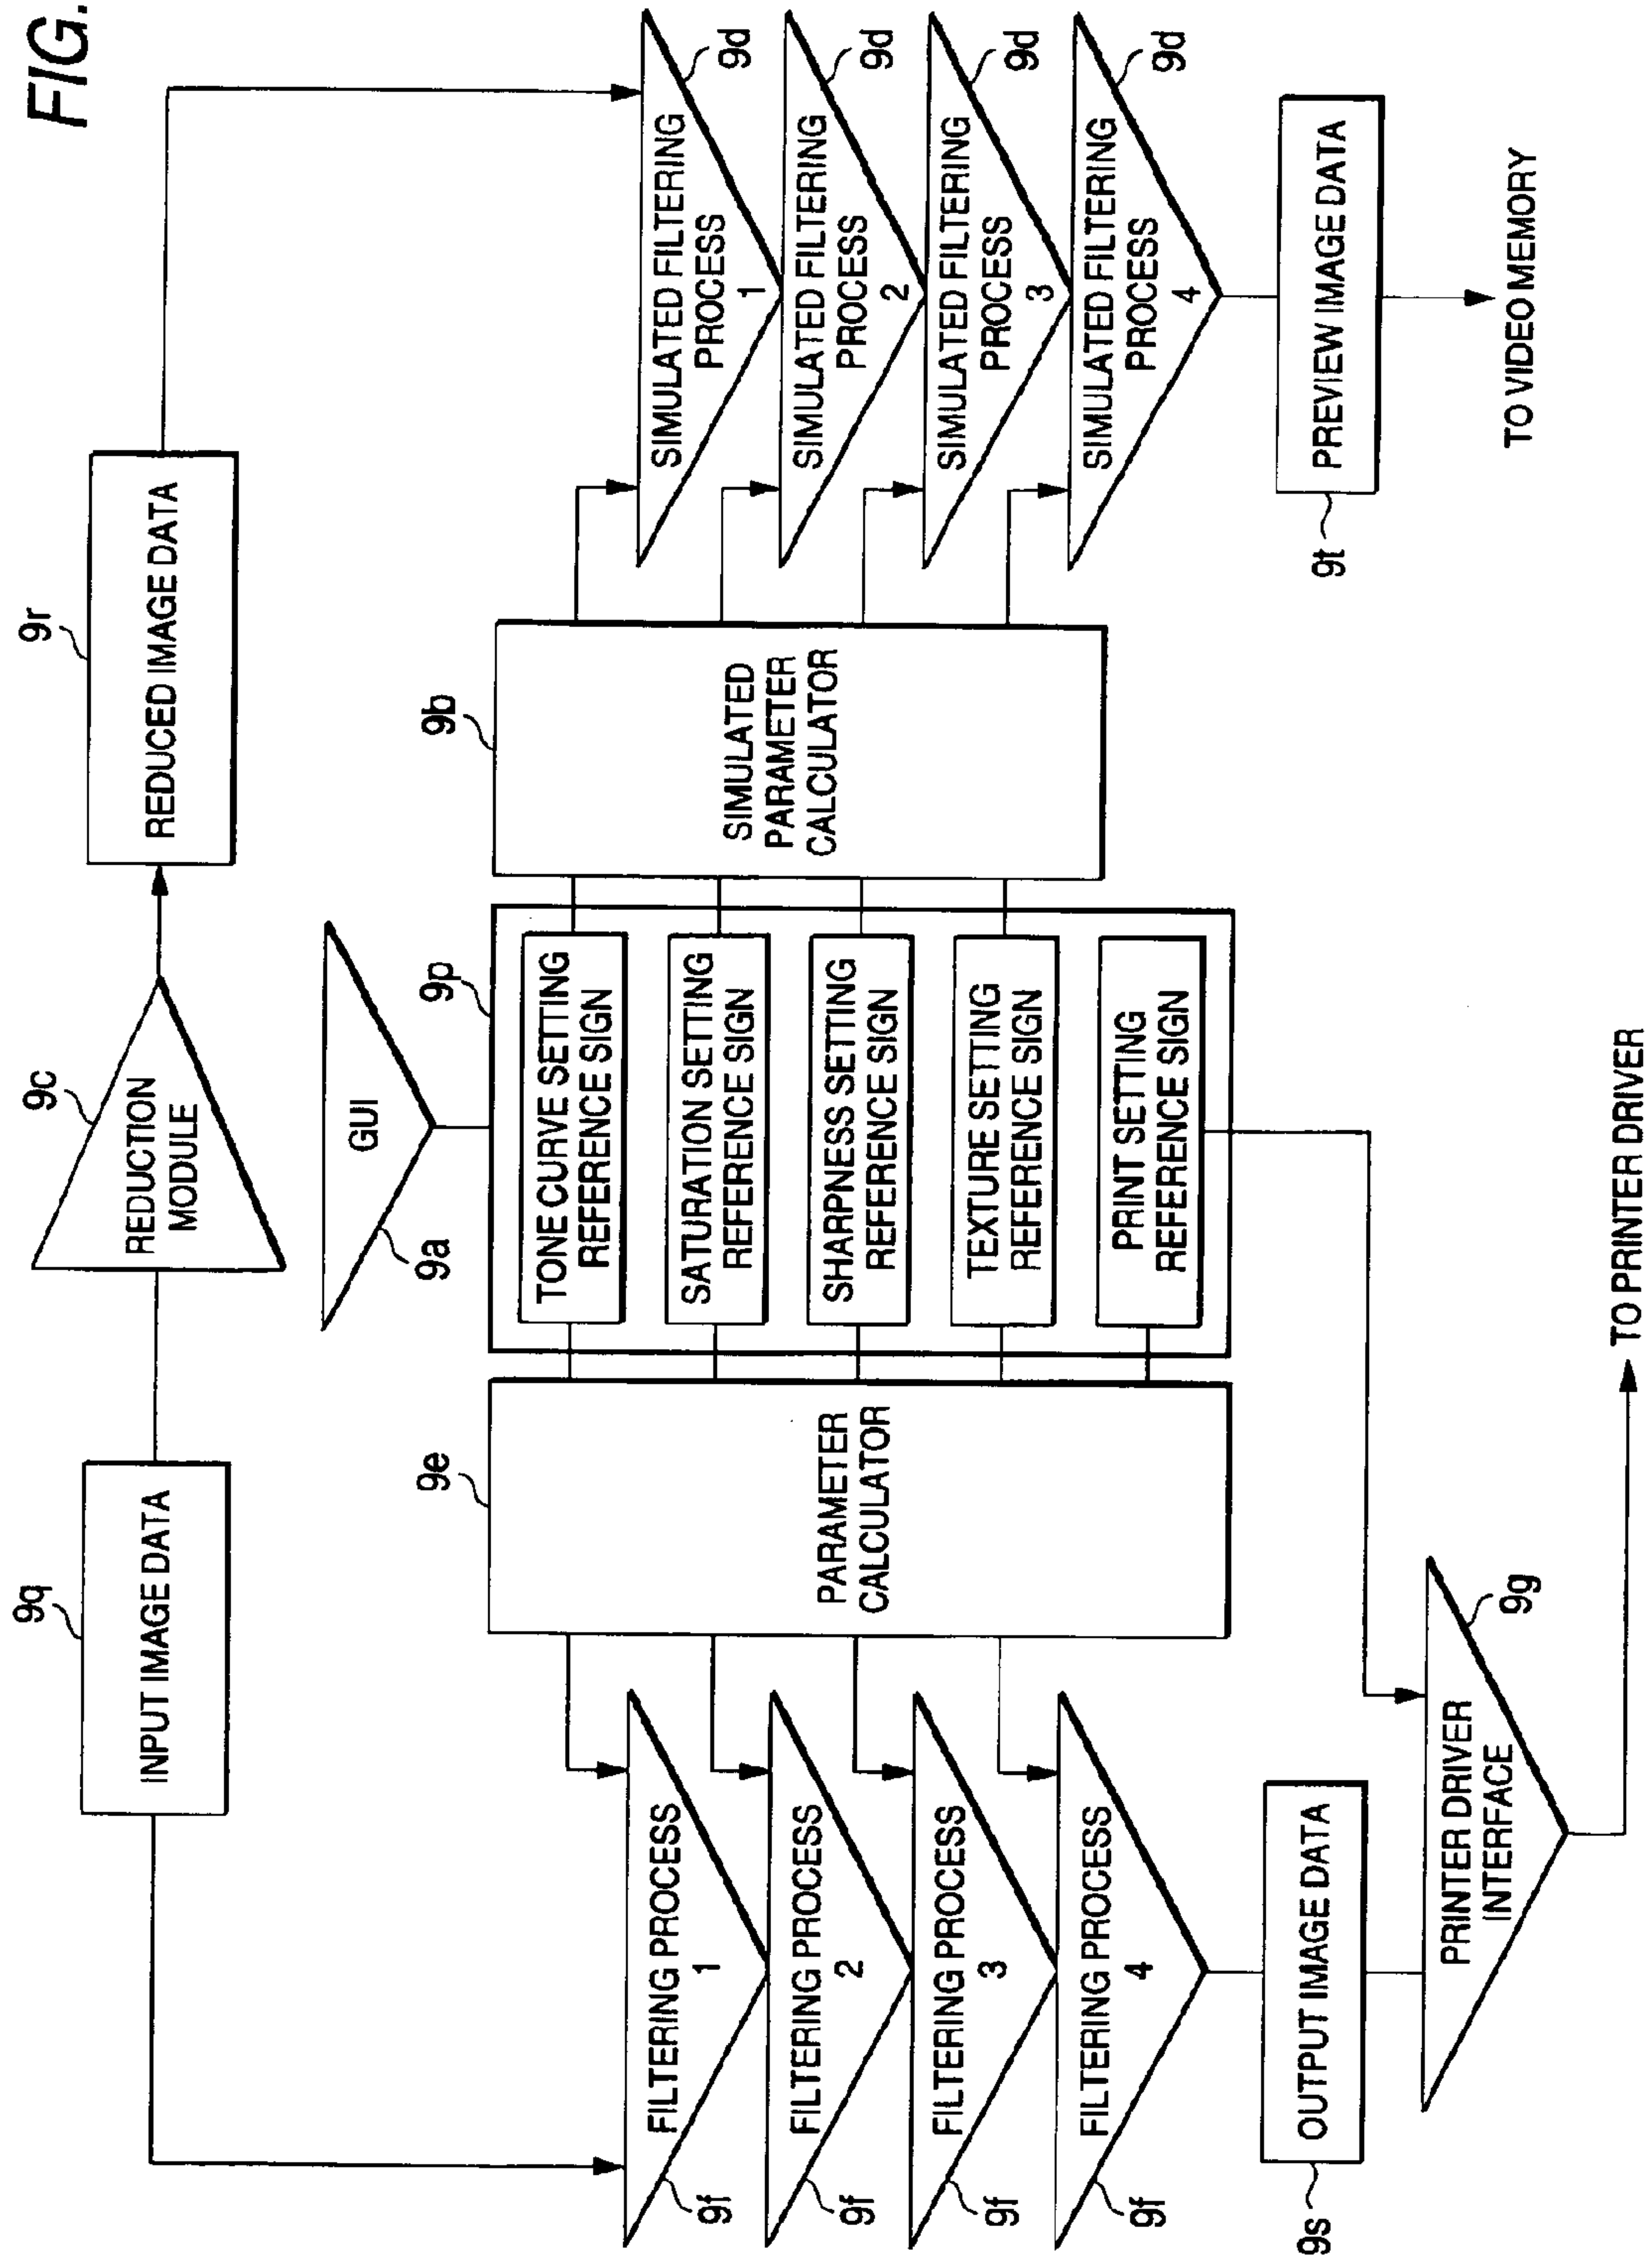 FIG.
9q
INPUT IMAGE DATA
9c
REDUCTION
MODULE
9r
REDUCED IMAGE DATA
GUI
9a
9e
PARAMETER
CALCULATOR
9p
TONE CURVE SETTING
REFERENCE SIGN
SATURATION SETTING
REFERENCE SIGN
SHARPNESS SETTING
REFERENCE SIGN
TEXTURE SETTING
REFERENCE SIGN
PRINT SETTING
REFERENCE SIGN
9b
SIMULATED
PARAMETER
CALCULATOR
FILTERING PROCESS
1
9f
FILTERING PROCESS
2
9f
FILTERING PROCESS
3
9f
FILTERING PROCESS
4
9f
SIMULATED FILTERING
PROCESS
1
9d
SIMULATED FILTERING
PROCESS
2
9d
SIMULATED FILTERING
PROCESS
3
9d
SIMULATED FILTERING
PROCESS
4
9d
OUTPUT IMAGE DATA
9s
PRINTER DRIVER
INTERFACE
9g
TO PRINTER DRIVER
PREVIEW IMAGE DATA
9t
TO VIDEO MEMORY